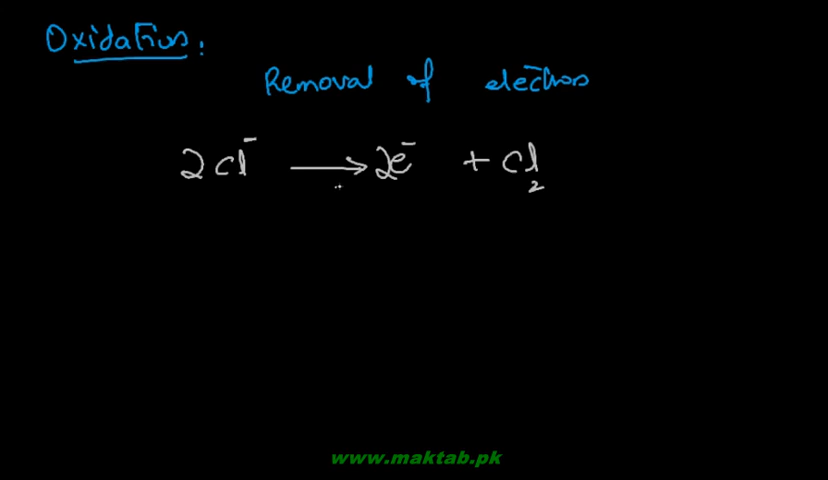 Oxidation:
Removal of electrons
2Cl⁻ ⟶ 2e⁻ + Cl₂
www.maktab.pk